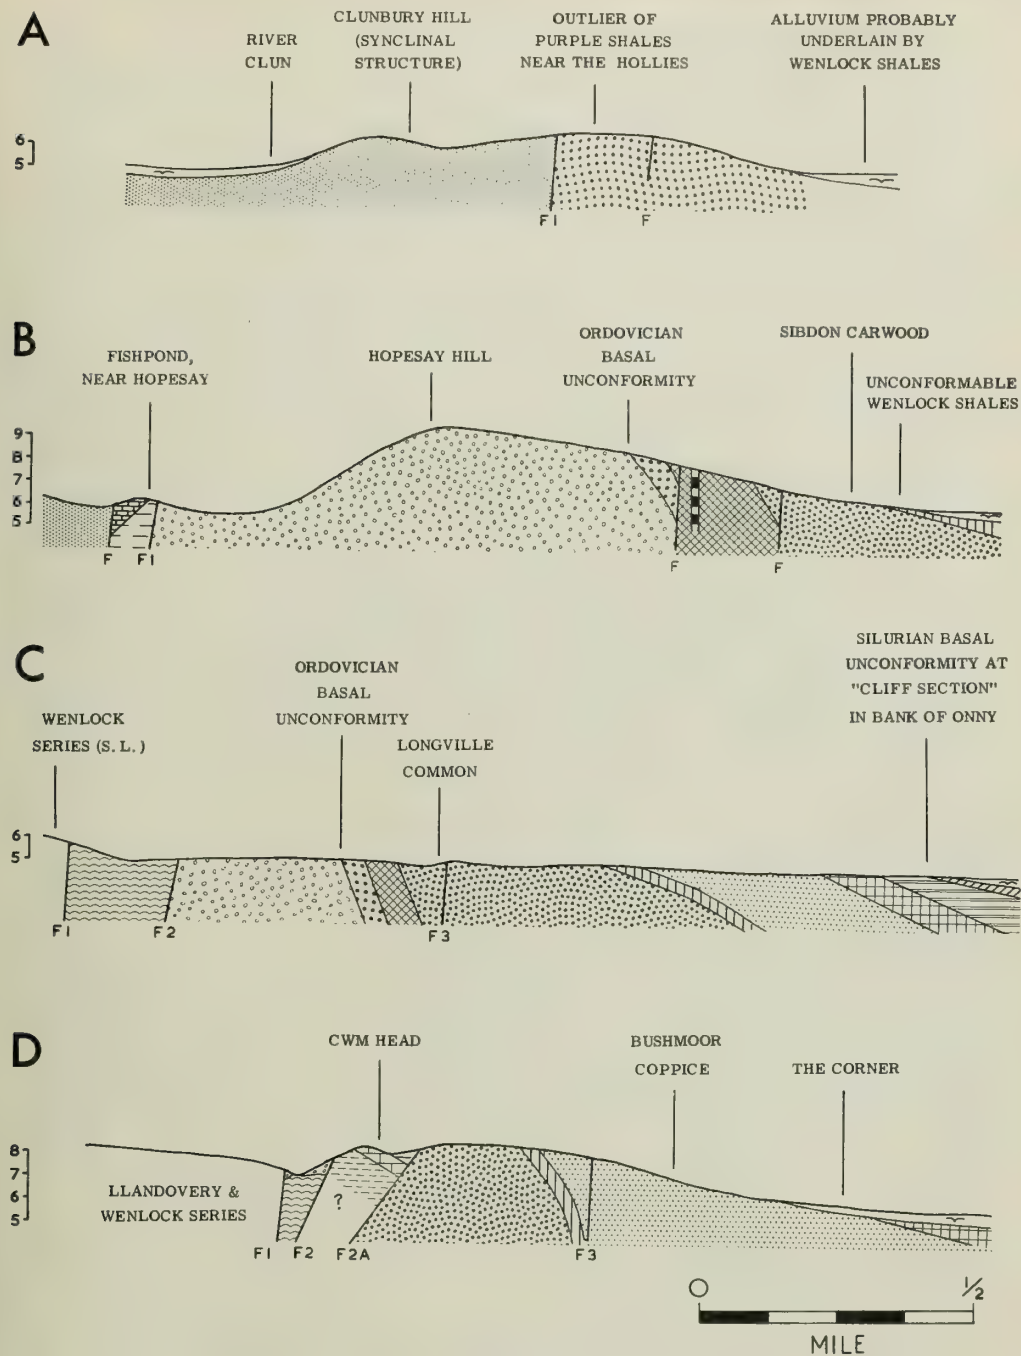 A
RIVER
CLUN
CLUNBURY HILL
(SYNCLINAL
STRUCTURE)
OUTLIER OF
PURPLE SHALES
NEAR THE HOLLIES
ALLUVIUM PROBABLY
UNDERLAIN BY
WENLOCK SHALES
6
5
F1
F
B
FISHPOND,
NEAR HOPESAY
HOPESAY HILL
ORDOVICIAN
BASAL
UNCONFORMITY
SIBDON CARWOOD
UNCONFORMABLE
WENLOCK SHALES
9
8
7
6
5
F
F1
F
F
C
WENLOCK
SERIES (S. L.)
ORDOVICIAN
BASAL
UNCONFORMITY
LONGVILLE
COMMON
SILURIAN BASAL
UNCONFORMITY AT
"CLIFF SECTION"
IN BANK OF ONNY
6
5
F1
F2
F3
D
CWM HEAD
BUSHMOOR
COPPICE
THE CORNER
8
7
6
5
LLANDOVERY &
WENLOCK SERIES
?
F1
F2
F2A
F3
0
1/2
MILE